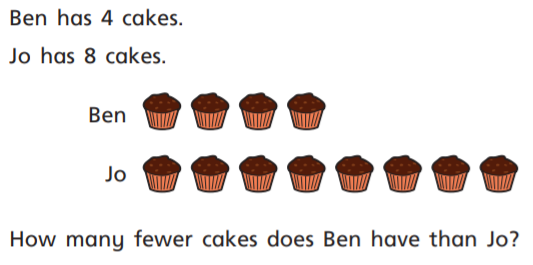 Ben has 4 cakes.
Jo has 8 cakes.
Ben
Jo
How many fewer cakes does Ben have than Jo?